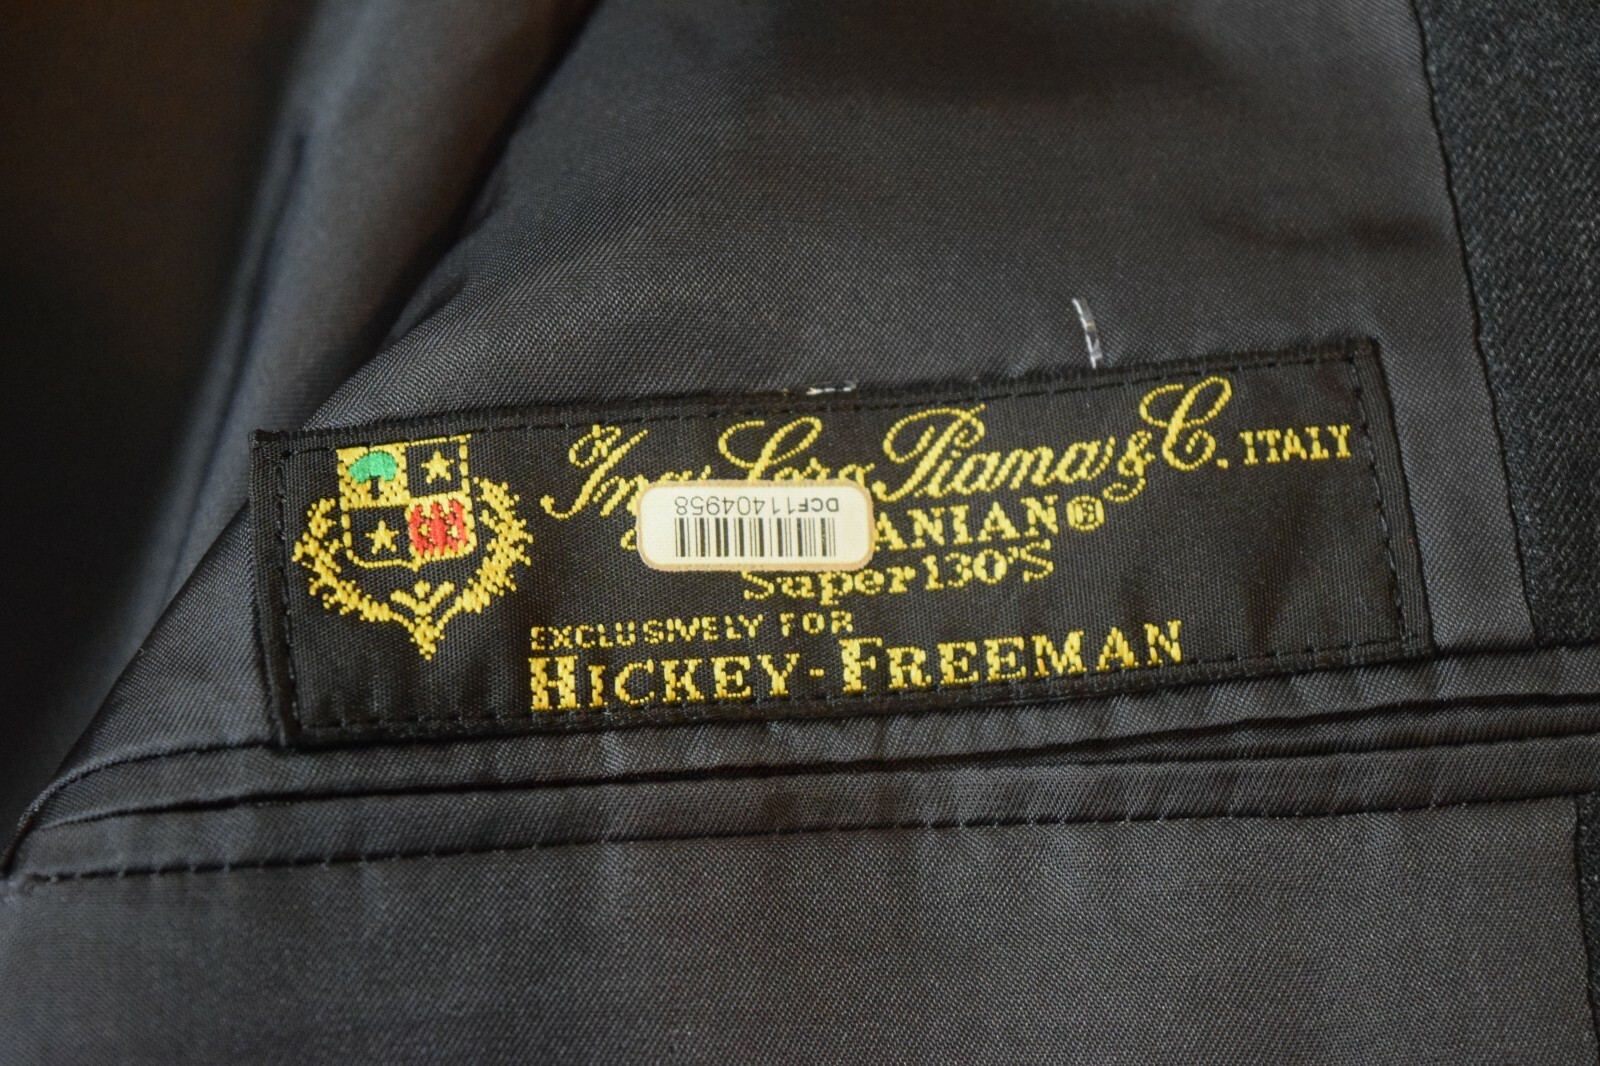 Ing. Loro Piana & C. ITALY
DCF11404958
ANIAN®
Super 130'S
EXCLUSIVELY FOR
HICKEY-FREEMAN